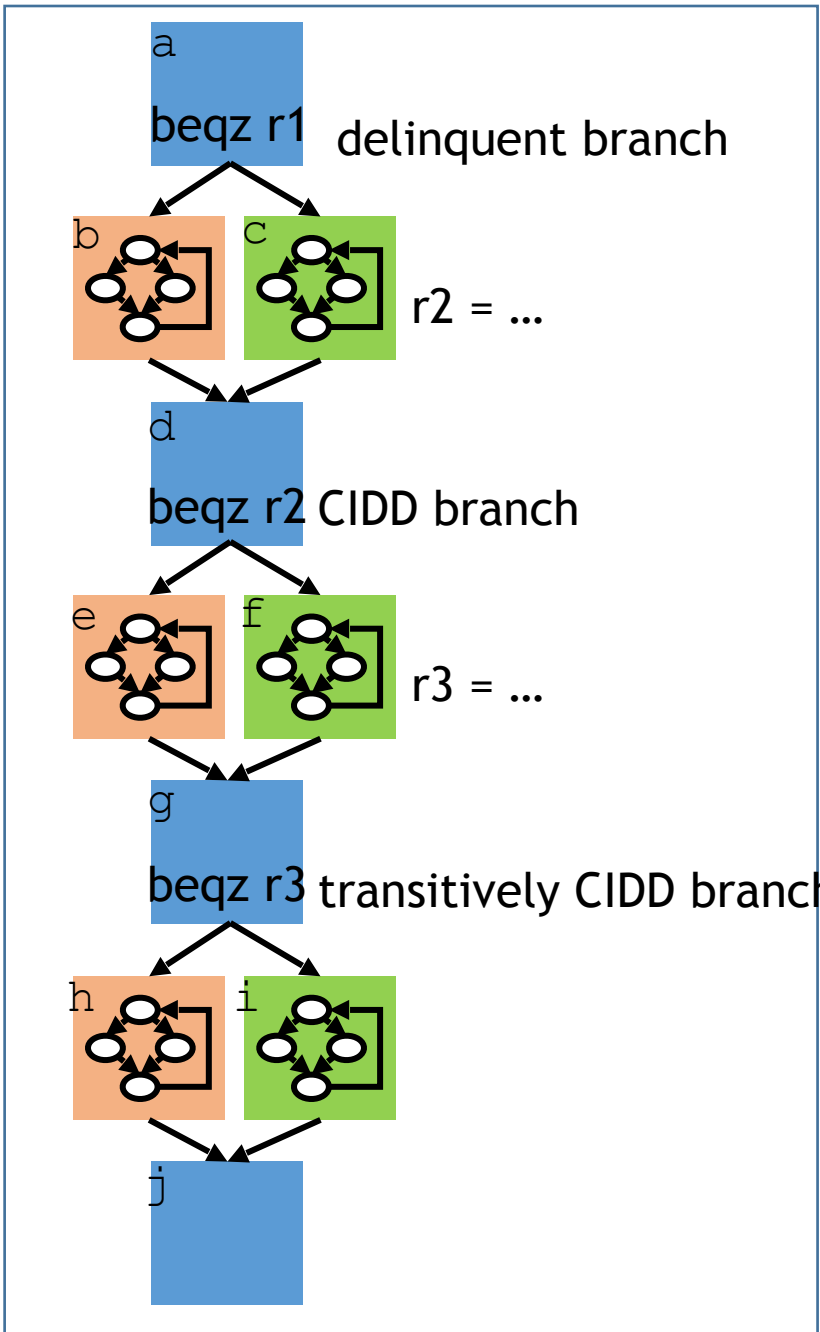 a
beqz r1 delinquent branch
b c
r2 = …
d
beqz r2 CIDD branch
e f
r3 = …
g
beqz r3 transitively CIDD branch
h i
j